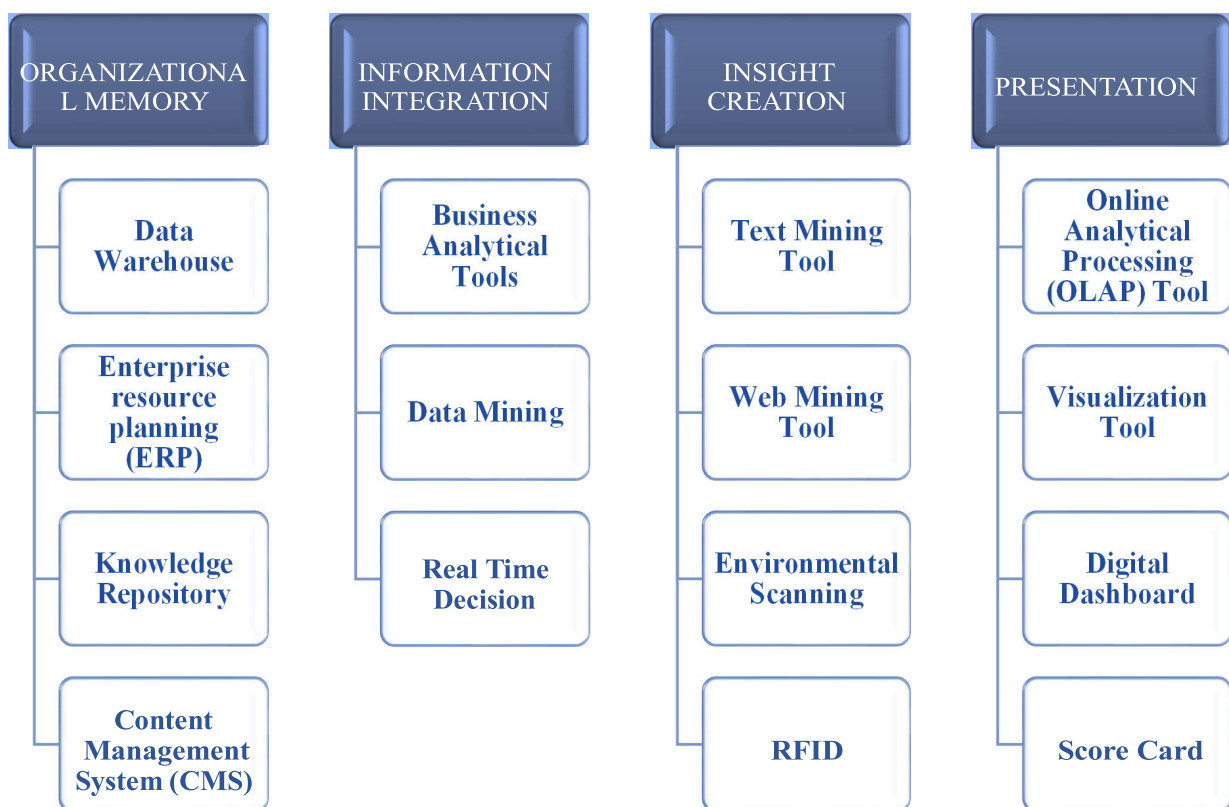 ORGANIZATIONA
L MEMORY
Data
Warehouse
Enterprise
resource
planning
(ERP)
Knowledge
Repository
Content
Management
System (CMS)
INFORMATION
INTEGRATION
Business
Analytical
Tools
Data Mining
Real Time
Decision
INSIGHT
CREATION
Text Mining
Tool
Web Mining
Tool
Environmental
Scanning
RFID
PRESENTATION
Online
Analytical
Processing
(OLAP) Tool
Visualization
Tool
Digital
Dashboard
Score Card